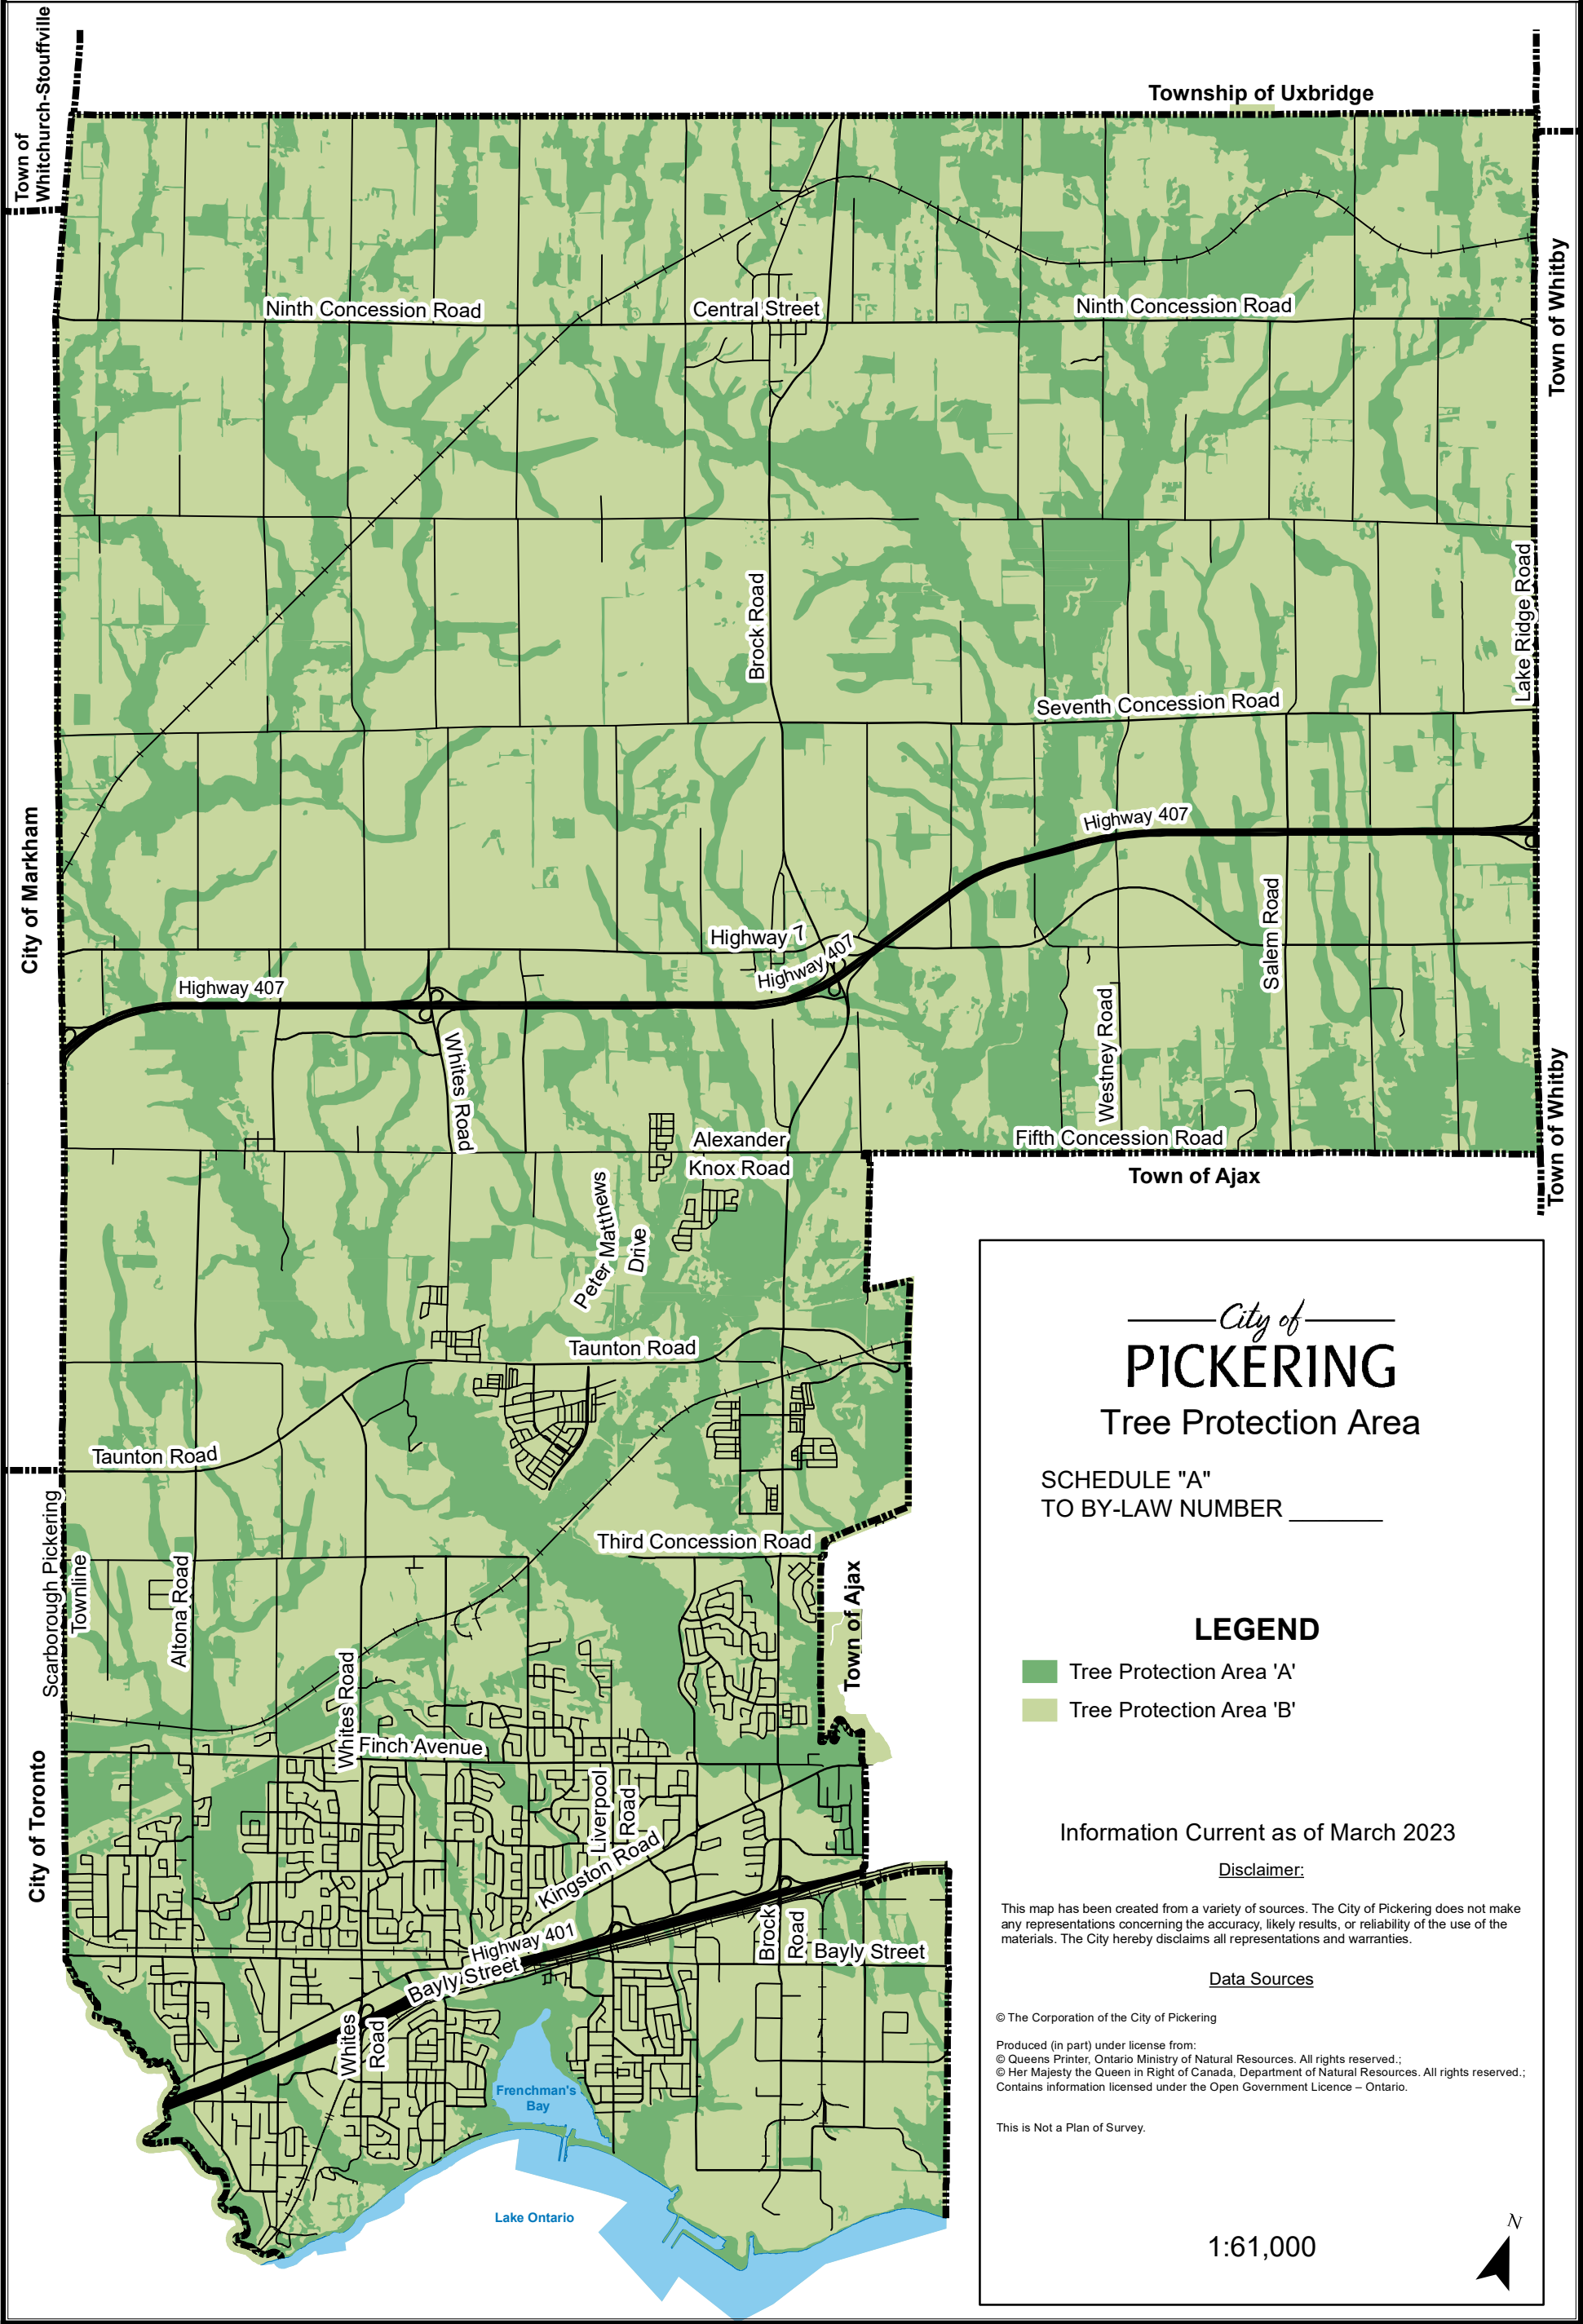 Town of
Whitchurch-Stouffville
Township of Uxbridge
Town of Whitby
Ninth Concession Road
Central Street
Ninth Concession Road
Brock Road
Lake Ridge Road
Seventh Concession Road
City of Markham
Highway 407
Highway 7
Highway 407
Salem Road
Highway 407
Whites Road
Westney Road
Town of Whitby
Alexander
Knox Road
Fifth Concession Road
Town of Ajax
Peter Matthews
Drive
Taunton Road
Taunton Road
Scarborough Pickering
Townline
Altona Road
Third Concession Road
Town of Ajax
Whites Road
Finch Avenue
City of Toronto
Liverpool
Road
Kingston Road
Highway 401
Bayly Street
Brock
Road
Bayly Street
Whites
Road
Frenchman's
Bay
Lake Ontario
City of
PICKERING
Tree Protection Area
SCHEDULE "A"
TO BY-LAW NUMBER _______
LEGEND
Tree Protection Area 'A'
Tree Protection Area 'B'
Information Current as of March 2023
Disclaimer:
This map has been created from a variety of sources. The City of Pickering does not make
any representations concerning the accuracy, likely results, or reliability of the use of the
materials. The City hereby disclaims all representations and warranties.
Data Sources
© The Corporation of the City of Pickering
Produced (in part) under license from:
© Queens Printer, Ontario Ministry of Natural Resources. All rights reserved.;
© Her Majesty the Queen in Right of Canada, Department of Natural Resources. All rights reserved.;
Contains information licensed under the Open Government Licence – Ontario.
This is Not a Plan of Survey.
1:61,000
N